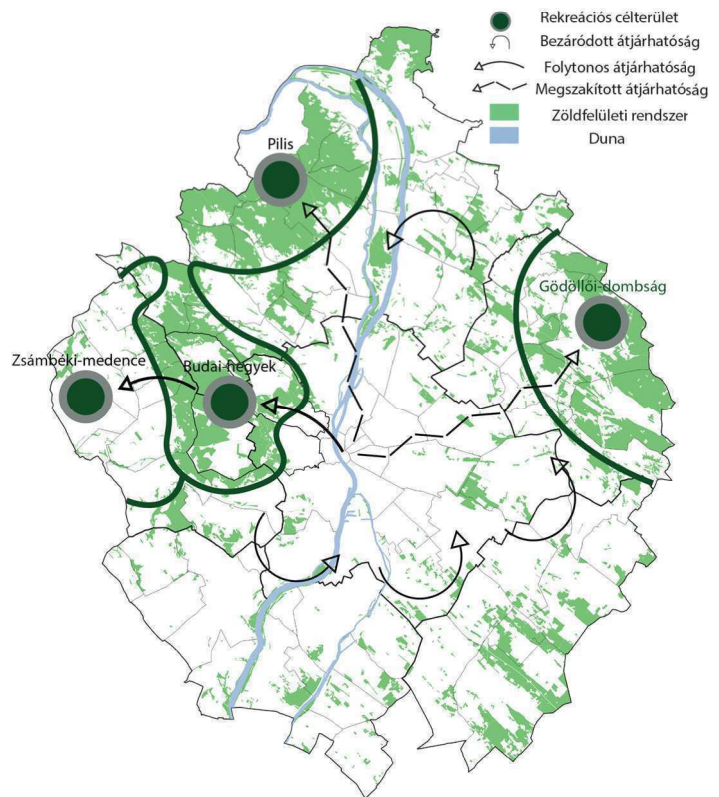 Rekreációs célterület
Bezáródott átjárhatóság
Folytonos átjárhatóság
Megszakított átjárhatóság
Zöldfelületi rendszer
Duna
Pilis
Gödöllői-dombság
Zsámbéki-medence
Budai-hegyek